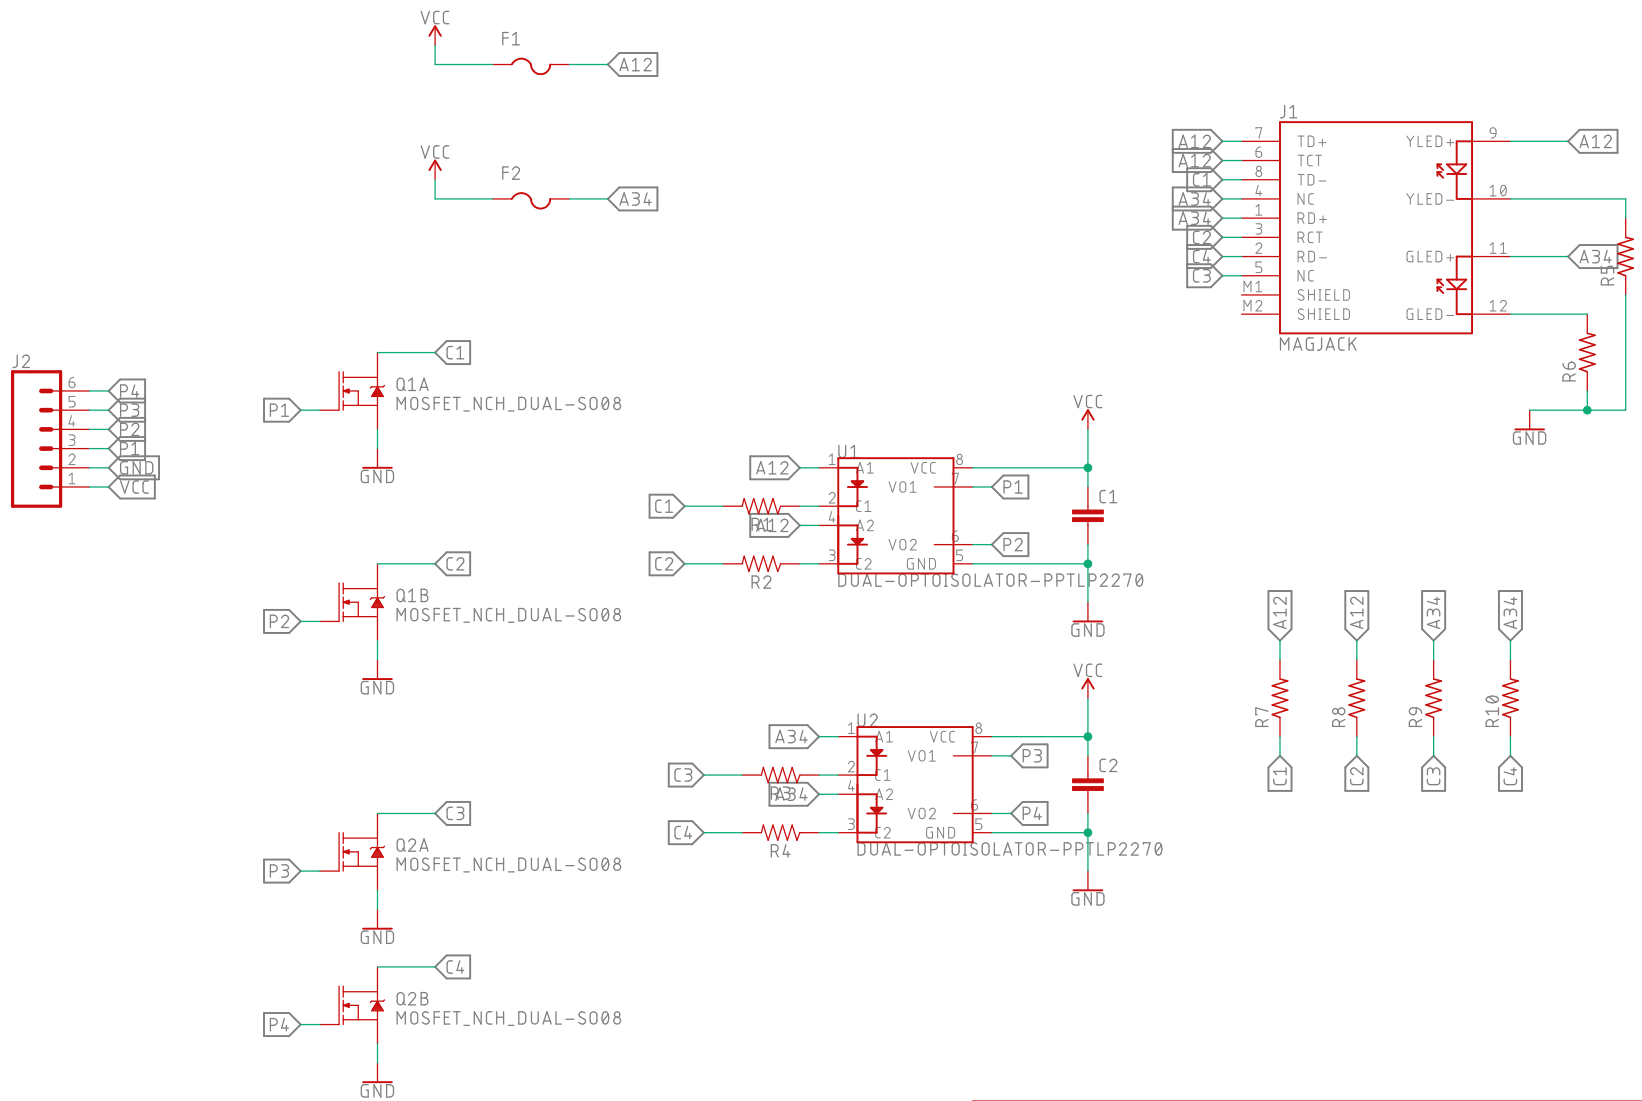 VCC
F1
A12
VCC
F2
A34
J1
A12 7 TD+ YLED+ 9 A12
A12 6 TCT
C1 8 TD-
A34 4 NC YLED- 10
A34 1 RD+
C2 3 RCT
C4 2 RD- GLED+ 11 A34
C3 5 NC
R5
M1 SHIELD
M2 SHIELD GLED- 12
MAGJACK
R6
GND
J2
6 P4
5 P3
4 P2
3 P1
2 GND
1 VCC
C1
Q1A
MOSFET_NCH_DUAL-SO08
P1
GND
C2
Q1B
MOSFET_NCH_DUAL-SO08
P2
GND
C3
Q2A
MOSFET_NCH_DUAL-SO08
P3
GND
C4
Q2B
MOSFET_NCH_DUAL-SO08
P4
GND
VCC
U1
A12 1 A1 VCC 8
VO1 7 P1
C1
C1 2 C1
R1 A12 4 A2
VO2 6 P2
C2 3 C2 GND 5
R2
DUAL-OPTOISOLATOR-PPTLP2270
GND
VCC
U2
A34 1 A1 VCC 8
VO1 7 P3
C2
C3 2 C1
R3 A34 4 A2
VO2 6 P4
C4 3 C2 GND 5
R4
DUAL-OPTOISOLATOR-PPTLP2270
GND
A12 A12 A34 A34
R7 R8 R9 R10
C1 C2 C3 C4